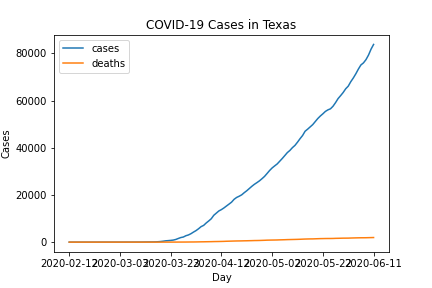 COVID-19 Cases in Texas
cases
deaths
80000
60000
40000
20000
0
Cases
2020-02-12 2020-03-03 2020-03-23 2020-04-12 2020-05-02 2020-05-22 2020-06-11
Day